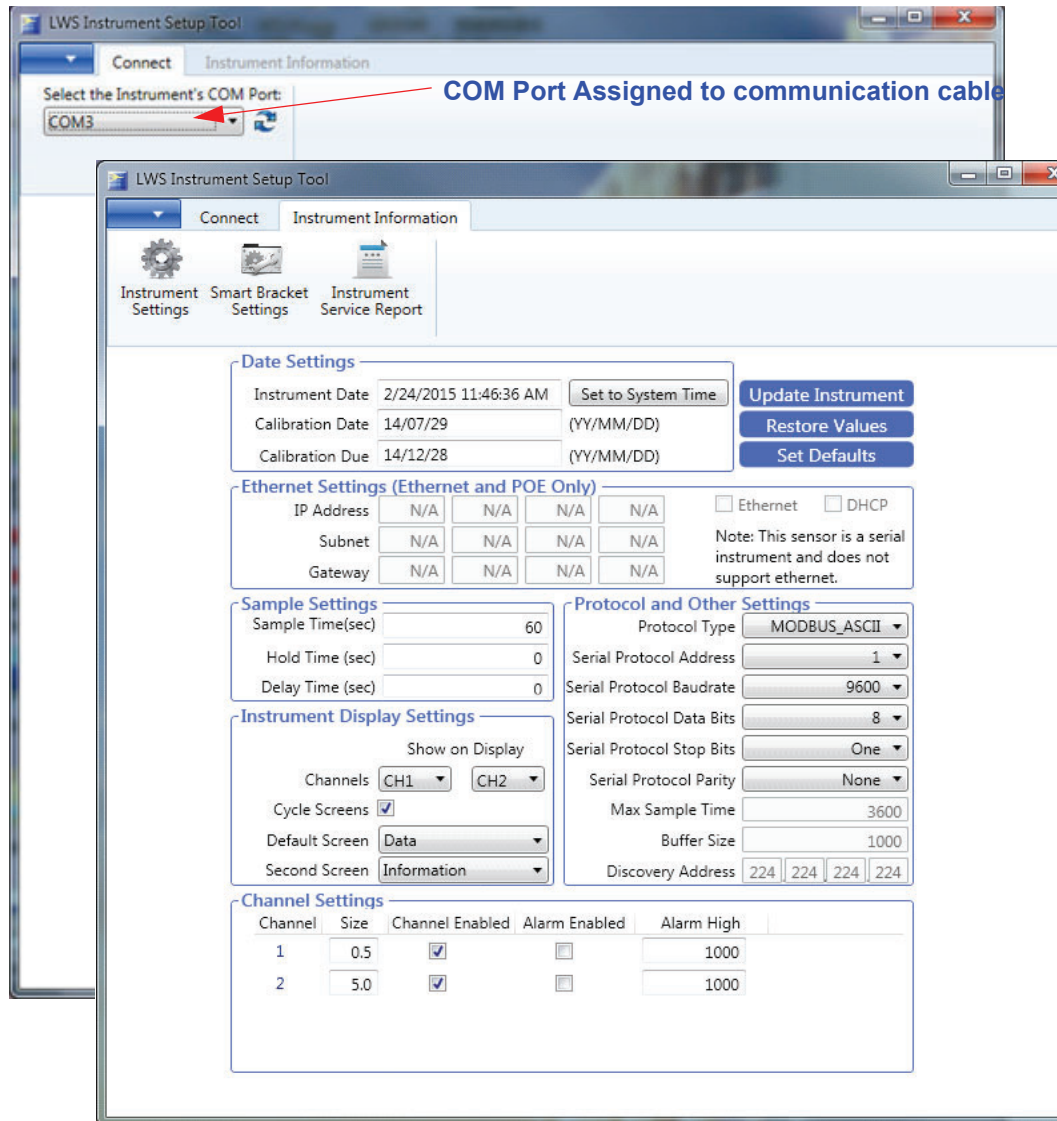 LWS Instrument Setup Tool
Connect Instrument Information
Select the Instrument's COM Port:
COM3
COM Port Assigned to communication cable
LWS Instrument Setup Tool
Connect Instrument Information
Instrument Settings
Smart Bracket Settings
Instrument Service Report
Date Settings
Instrument Date 2/24/2015 11:46:36 AM Set to System Time
Calibration Date 14/07/29 (YY/MM/DD)
Calibration Due 14/12/28 (YY/MM/DD)
Update Instrument
Restore Values
Set Defaults
Ethernet Settings (Ethernet and POE Only)
IP Address N/A N/A N/A N/A
Subnet N/A N/A N/A N/A
Gateway N/A N/A N/A N/A
Ethernet DHCP
Note: This sensor is a serial
instrument and does not
support ethernet.
Sample Settings
Sample Time(sec) 60
Hold Time (sec) 0
Delay Time (sec) 0
Instrument Display Settings
Show on Display
Channels CH1 CH2
Cycle Screens
Default Screen Data
Second Screen Information
Protocol and Other Settings
Protocol Type MODBUS_ASCII
Serial Protocol Address 1
Serial Protocol Baudrate 9600
Serial Protocol Data Bits 8
Serial Protocol Stop Bits One
Serial Protocol Parity None
Max Sample Time 3600
Buffer Size 1000
Discovery Address 224 224 224 224
Channel Settings
Channel Size Channel Enabled Alarm Enabled Alarm High
1 0.5 1000
2 5.0 1000